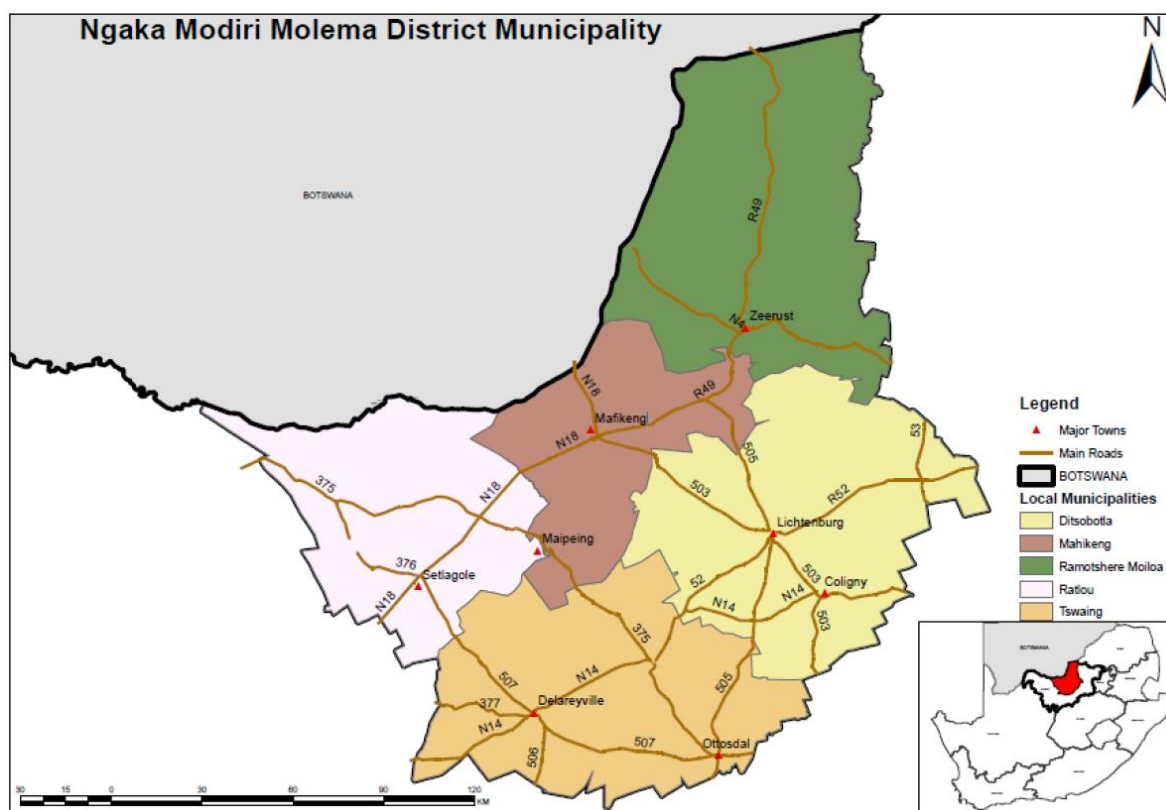 Ngaka Modiri Molema District Municipality
N
BOTSWANA
R49
N4
Zeerust
N18
R49
Mafikeng
N18
53
505
375
N18
503
R52
Lichtenburg
Maipeing
376
Setlagole
52
503
Coligny
N18
N14
N14
503
375
507
N14
505
377
Delareyville
N14
506
507
Ottosdal
Legend
Major Towns
Main Roads
BOTSWANA
Local Municipalities
Ditsobotla
Mahikeng
Ramotshere Moiloa
Ratlou
Tswaing
BOTSWANA
30 15 0 30 60 90 120
KM